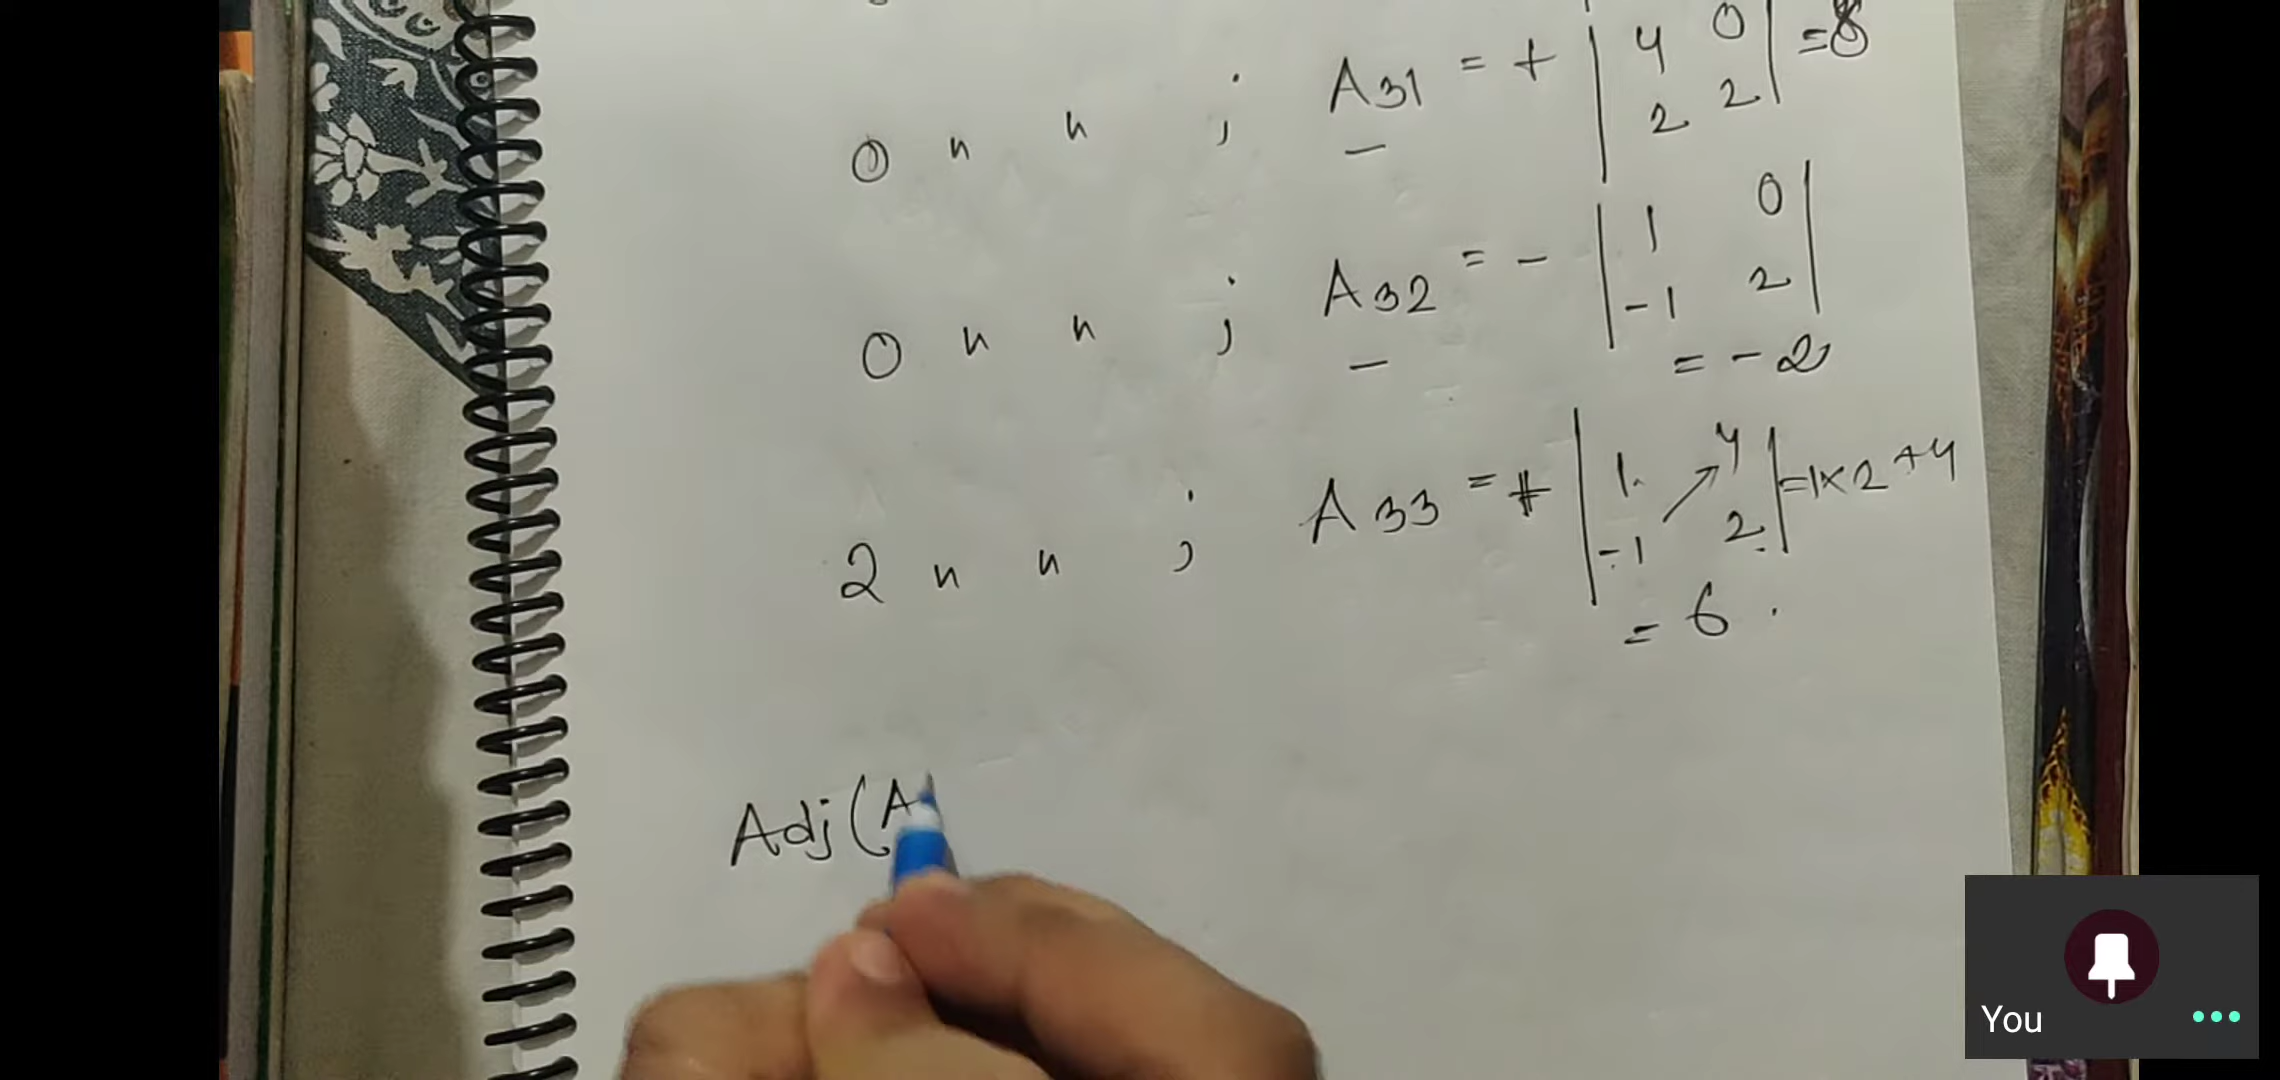 0 " " ; A31 = + | 4 0 | = 8
2 2
0 " " ; A32 = - | 1 0 |
-1 2
= -2
2 " " ; A33 = + | 1 4 | = 1×2+4
-1 2
= 6.
Adj (A
You